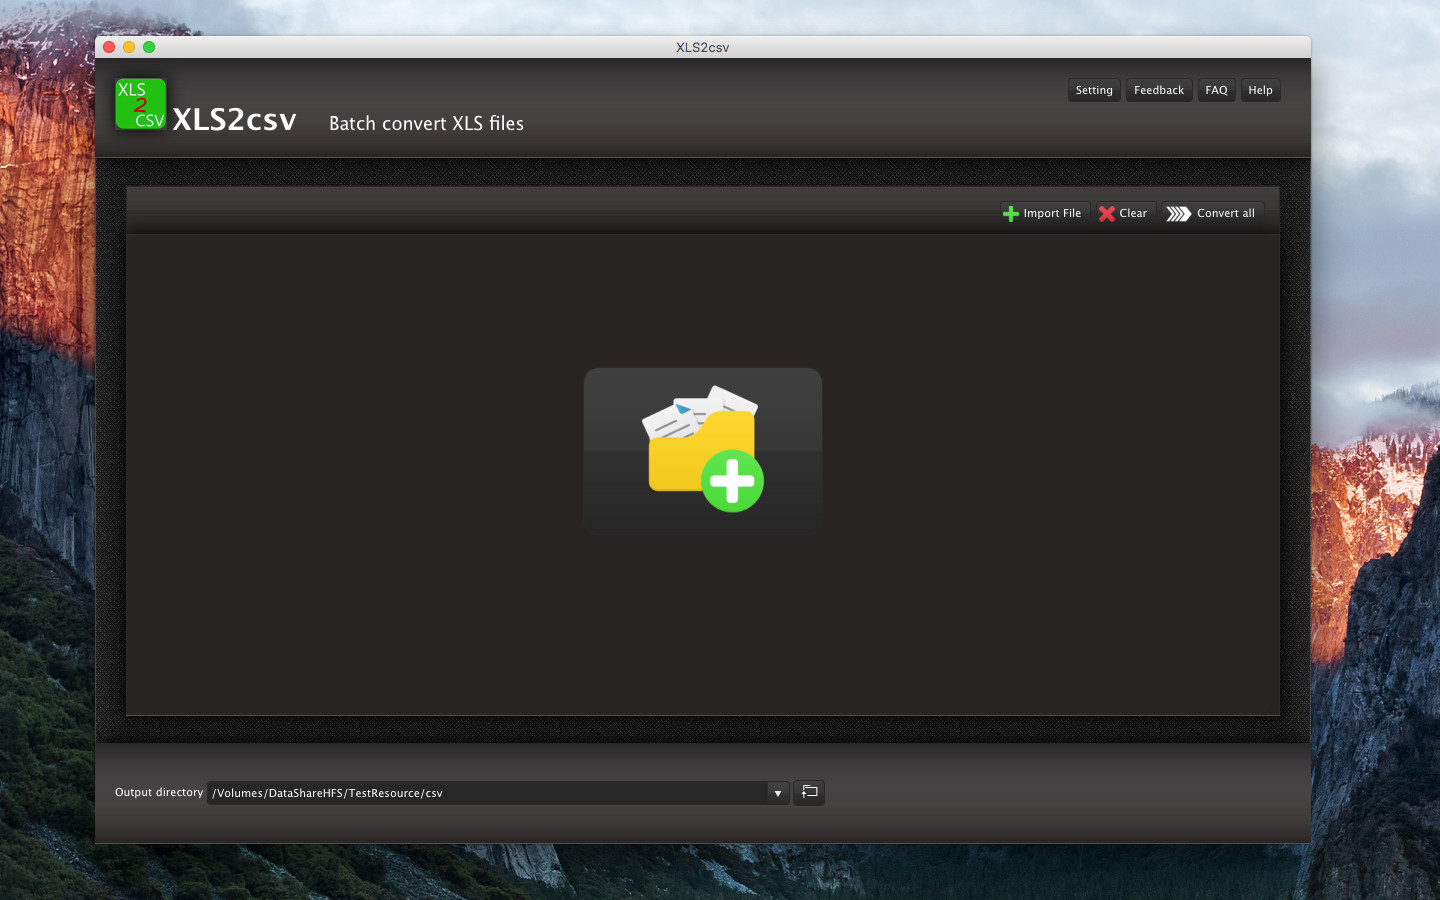 XLS2csv
XLS
2
CSV
XLS2csv
Batch convert XLS files
Setting
Feedback
FAQ
Help
Import File
Clear
Convert all
Output directory
/Volumes/DataShareHFS/TestResource/csv